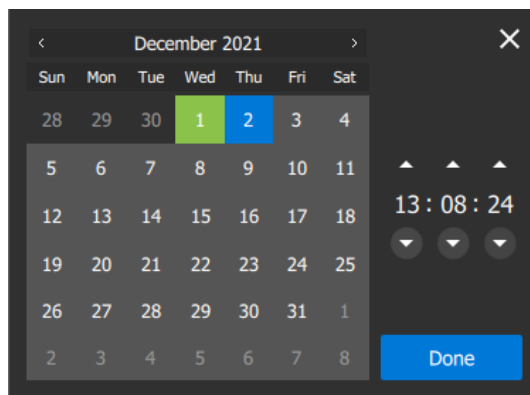 December 2021
Sun Mon Tue Wed Thu Fri Sat
28 29 30 1 2 3 4
5 6 7 8 9 10 11
12 13 14 15 16 17 18
19 20 21 22 23 24 25
26 27 28 29 30 31 1
2 3 4 5 6 7 8
13 : 08 : 24
Done